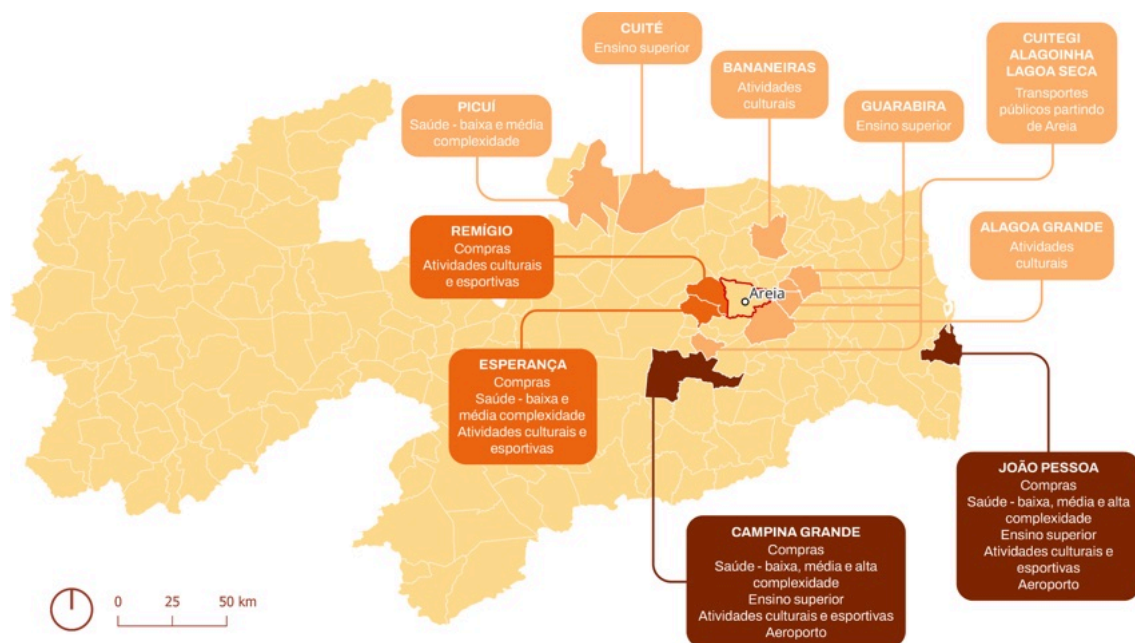 CUITÉ
Ensino superior
BANANEIRAS
Atividades
culturais
CUITEGI
ALAGOINHA
LAGOA SECA
Transportes
públicos partindo
de Areia
PICUÍ
Saúde - baixa e média
complexidade
GUARABIRA
Ensino superior
REMÍGIO
Compras
Atividades culturais
e esportivas
ALAGOA GRANDE
Atividades
culturais
Areia
ESPERANÇA
Compras
Saúde - baixa e
média complexidade
Atividades culturais e
esportivas
JOÃO PESSOA
Compras
Saúde - baixa, média e alta
complexidade
Ensino superior
Atividades culturais e
esportivas
Aeroporto
CAMPINA GRANDE
Compras
Saúde - baixa, média e alta
complexidade
Ensino superior
Atividades culturais e esportivas
Aeroporto
0 25 50 km